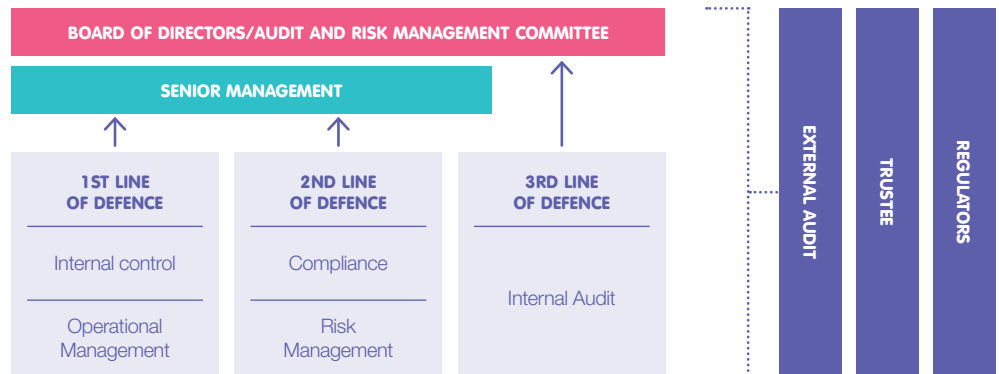 BOARD OF DIRECTORS/AUDIT AND RISK MANAGEMENT COMMITTEE
SENIOR MANAGEMENT
1ST LINE
OF DEFENCE
Internal control
Operational
Management
2ND LINE
OF DEFENCE
Compliance
Risk
Management
3RD LINE
OF DEFENCE
Internal Audit
EXTERNAL AUDIT
TRUSTEE
REGULATORS